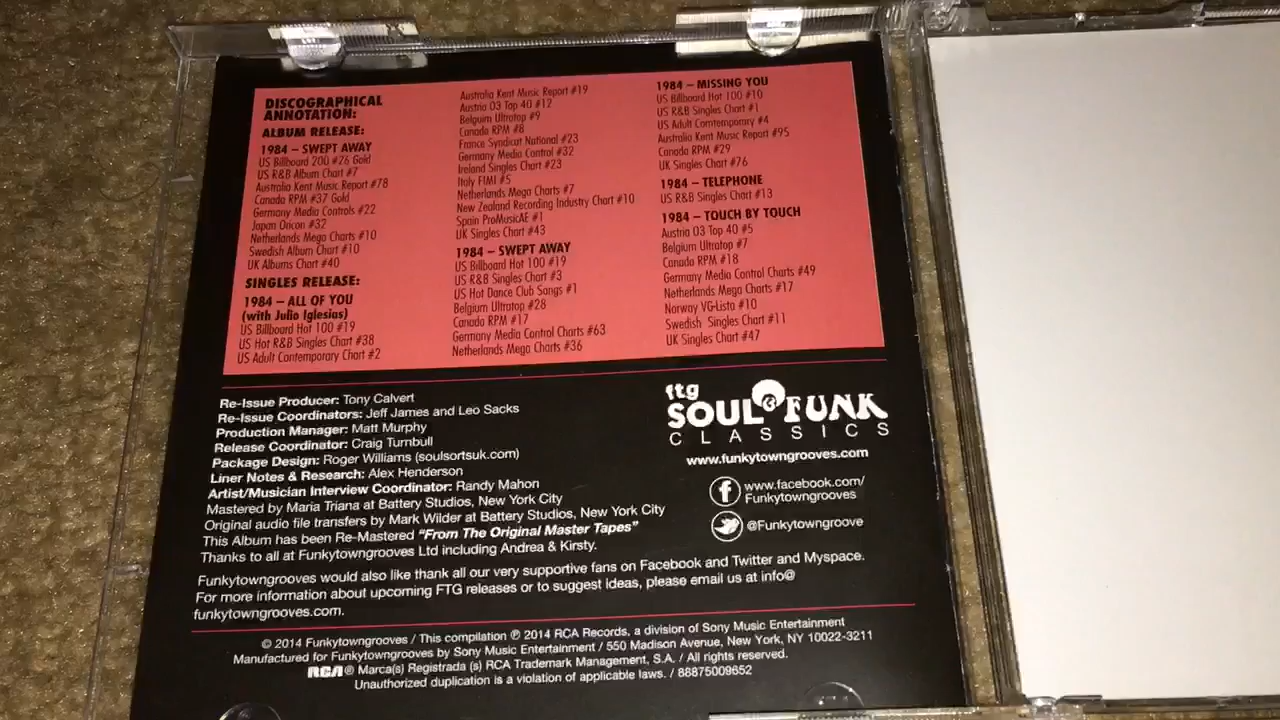 DISCOGRAPHICAL
ANNOTATION:
ALBUM RELEASE:
1984 – SWEPT AWAY
US Billboard 200 #26 Gold
US R&B Album Chart #7
Australia Kent Music Report #78
Canada RPM #37 Gold
Germany Media Controls #22
Japan Oricon #32
Netherlands Mega Charts #10
Swedish Album Chart #10
UK Albums Chart #40
SINGLES RELEASE:
1984 – ALL OF YOU
(with Julio Iglesias)
US Billboard Hot 100 #19
US Hot R&B Singles Chart #38
US Adult Contemporary Chart #2
Australia Kent Music Report #19
Austria 03 Top 40 #12
Belguim Ultratop #9
Canada RPM #8
France Syndicat National #23
Germany Media Control #32
Ireland Singles Chart #23
Italy FIMI #5
Netherlands Mega Charts #7
New Zealand Recording Industry Chart #10
Spain ProMusicAE #1
UK Singles Chart #43
1984 – SWEPT AWAY
US Billboard Hot 100 #19
US R&B Singles Chart #3
US Hot Dance Club Songs #1
Belgium Ultratop #28
Canada RPM #17
Germany Media Control Charts #63
Netherlands Mega Charts #36
1984 – MISSING YOU
US Billboard Hot 100 #10
US R&B Singles Chart #1
US Adult Comtemporary #4
Australia Kent Music Report #95
Canada RPM #29
UK Singles Chart #76
1984 – TELEPHONE
US R&B Singles Chart #13
1984 – TOUCH BY TOUCH
Austria 03 Top 40 #5
Belgium Ultratop #7
Canada RPM #18
Germany Media Control Charts #49
Netherlands Mega Charts #17
Norway VG-Lista #10
Swedish Singles Chart #11
UK Singles Chart #47
Re-Issue Producer: Tony Calvert
Re-Issue Coordinators: Jeff James and Leo Sacks
Production Manager: Matt Murphy
Release Coordinator: Craig Turnbull
Package Design: Roger Williams (soulsortsuk.com)
Liner Notes & Research: Alex Henderson
Artist/Musician Interview Coordinator: Randy Mahon
Mastered by Maria Triana at Battery Studios, New York City
Original audio file transfers by Mark Wilder at Battery Studios, New York City
This Album has been Re-Mastered "From The Original Master Tapes"
Thanks to all at Funkytowngrooves Ltd including Andrea & Kirsty.
ftg
SOUL & FUNK
CLASSICS
www.funkytowngrooves.com
www.facebook.com/
Funkytowngrooves
@Funkytowngroove
Funkytowngrooves would also like thank all our very supportive fans on Facebook and Twitter and Myspace.
For more information about upcoming FTG releases or to suggest ideas, please email us at info@
funkytowngrooves.com.
© 2014 Funkytowngrooves / This compilation ℗ 2014 RCA Records, a division of Sony Music Entertainment
Manufactured for Funkytowngrooves by Sony Music Entertainment / 550 Madison Avenue, New York, NY 10022-3211
RCA ® Marca(s) Registrada (s) RCA Trademark Management, S.A. / All rights reserved.
Unauthorized duplication is a violation of applicable laws. / 88875009652